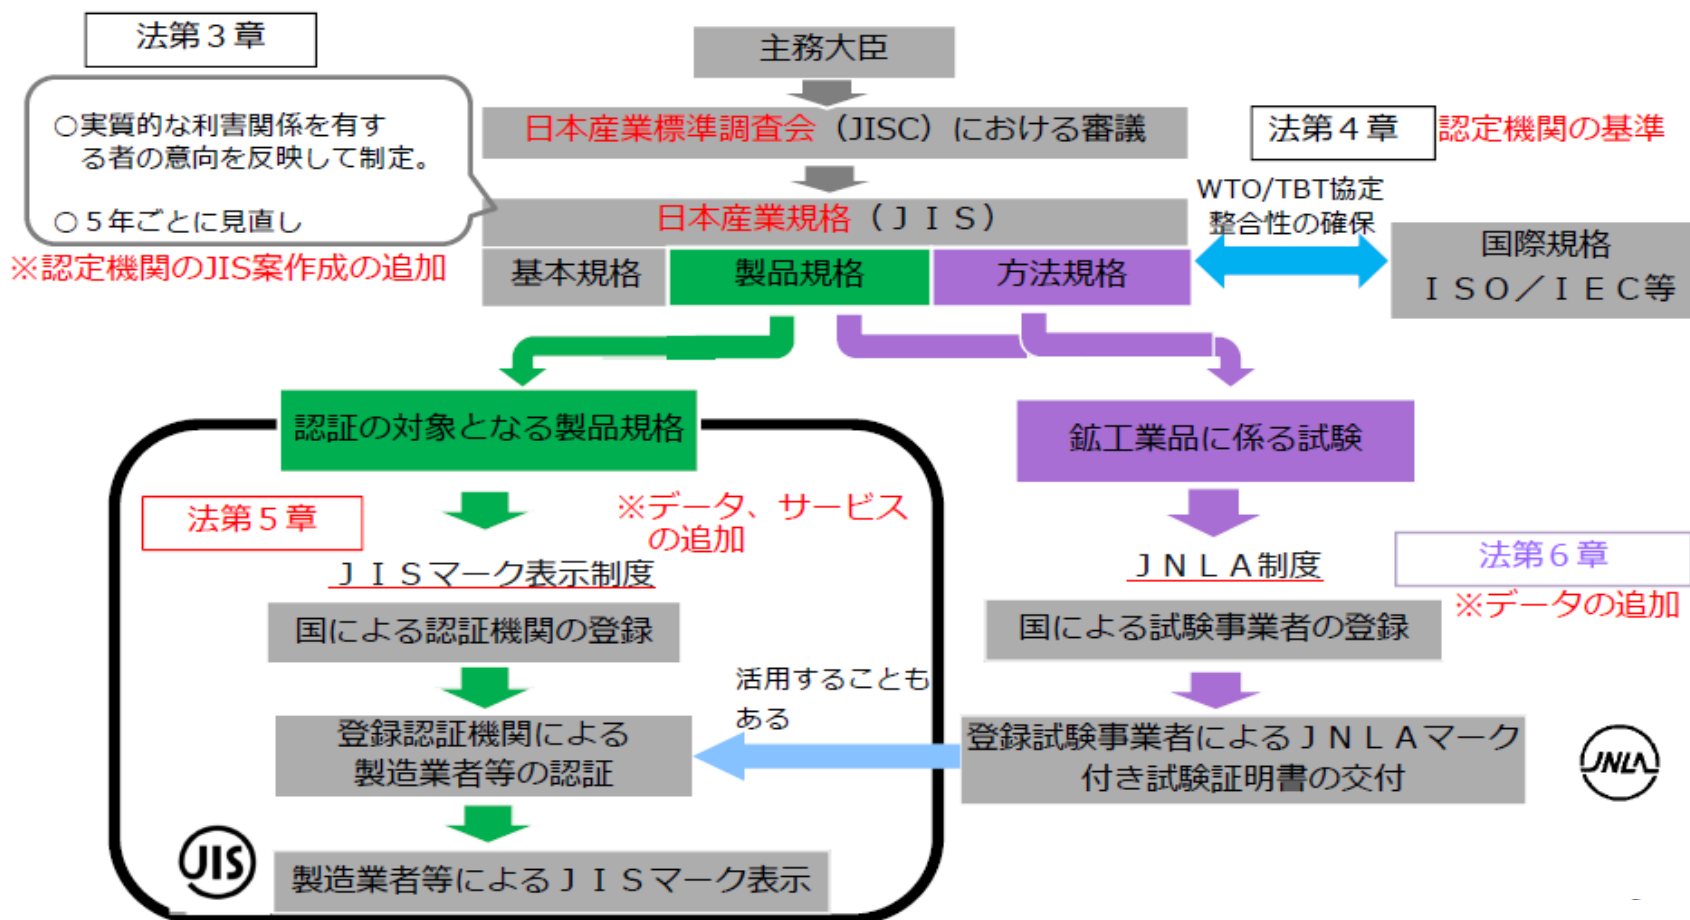 法第３章
主務大臣
○実質的な利害関係を有す
る者の意向を反映して制定。
○５年ごとに見直し
※認定機関のJIS案作成の追加
日本産業標準調査会（JISC）における審議
法第４章
認定機関の基準
日本産業規格（ＪＩＳ）
基本規格
製品規格
方法規格
WTO/TBT協定
整合性の確保
国際規格
ＩＳＯ／ＩＥＣ等
認証の対象となる製品規格
法第５章
※データ、サービス
の追加
ＪＩＳマーク表示制度
国による認証機関の登録
登録認証機関による
製造業者等の認証
JIS
製造業者等によるＪＩＳマーク表示
鉱工業品に係る試験
ＪＮＬＡ制度
法第６章
※データの追加
国による試験事業者の登録
活用することも
ある
登録試験事業者によるＪＮＬＡマーク
付き試験証明書の交付
JNLA